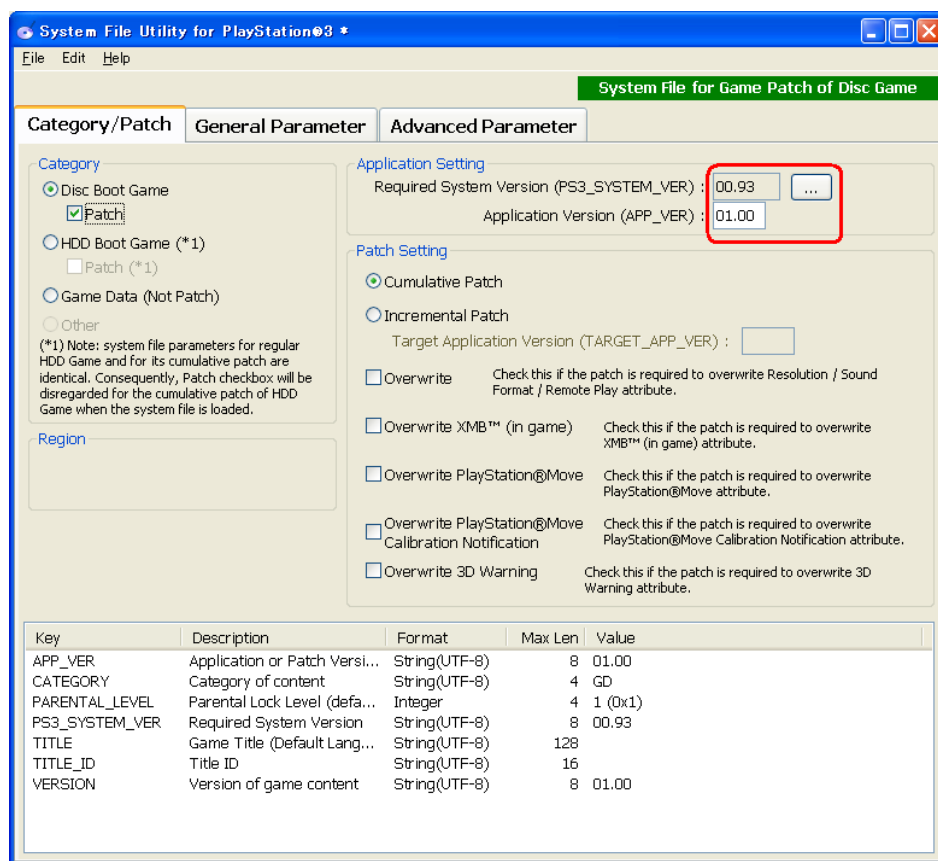 System File Utility for PlayStation®3 *
File Edit Help
System File for Game Patch of Disc Game
Category/Patch General Parameter Advanced Parameter
Category
Disc Boot Game
Patch
HDD Boot Game (*1)
Patch (*1)
Game Data (Not Patch)
Other
(*1) Note: system file parameters for regular
HDD Game and for its cumulative patch are
identical. Consequently, Patch checkbox will be
disregarded for the cumulative patch of HDD
Game when the system file is loaded.
Region
Application Setting
Required System Version (PS3_SYSTEM_VER) : 00.93 ...
Application Version (APP_VER) : 01.00
Patch Setting
Cumulative Patch
Incremental Patch
Target Application Version (TARGET_APP_VER) :
Overwrite Check this if the patch is required to overwrite Resolution / Sound
Format / Remote Play attribute.
Overwrite XMB™ (in game) Check this if the patch is required to overwrite
XMB™ (in game) attribute.
Overwrite PlayStation®Move Check this if the patch is required to overwrite
PlayStation®Move attribute.
Overwrite PlayStation®Move Check this if the patch is required to overwrite
Calibration Notification PlayStation®Move Calibration Notification attribute.
Overwrite 3D Warning Check this if the patch is required to overwrite 3D
Warning attribute.
Key Description Format Max Len Value
APP_VER Application or Patch Versi... String(UTF-8) 8 01.00
CATEGORY Category of content String(UTF-8) 4 GD
PARENTAL_LEVEL Parental Lock Level (defa... Integer 4 1 (0x1)
PS3_SYSTEM_VER Required System Version String(UTF-8) 8 00.93
TITLE Game Title (Default Lang... String(UTF-8) 128
TITLE_ID Title ID String(UTF-8) 16
VERSION Version of game content String(UTF-8) 8 01.00